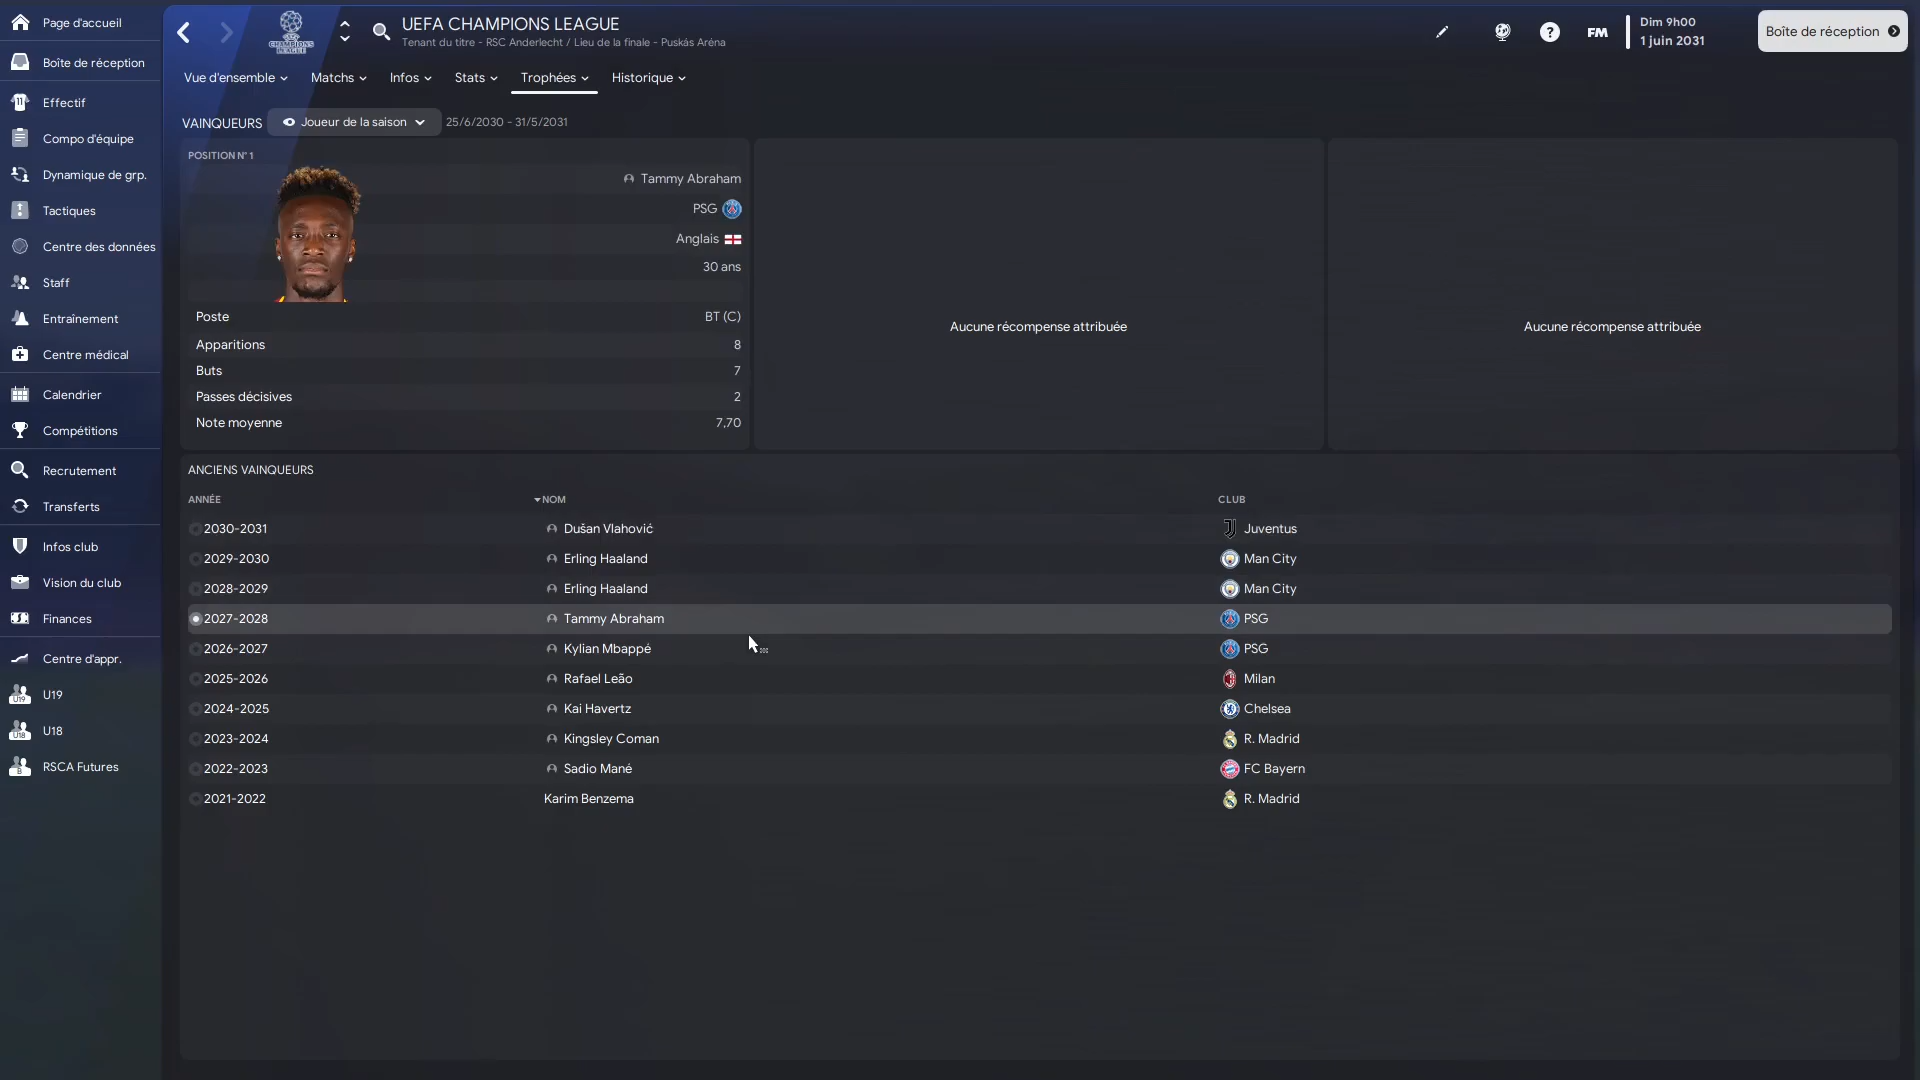 Page d'accueil
Boîte de réception
Effectif
Compo d'équipe
Dynamique de grp.
Tactiques
Centre des données
Staff
Entraînement
Centre médical
Calendrier
Compétitions
Recrutement
Transferts
Infos club
Vision du club
Finances
Centre d'appr.
U19
U19
U18
U18
B
RSCA Futures
CHAMPIONS LEAGUE
UEFA CHAMPIONS LEAGUE
Tenant du titre - RSC Anderlecht / Lieu de la finale - Puskás Aréna
?
FM
Dim 9h00
1 juin 2031
Boîte de réception
Vue d'ensemble
Matchs
Infos
Stats
Trophées
Historique
VAINQUEURS
Joueur de la saison
25/6/2030 - 31/5/2031
POSITION N° 1
Tammy Abraham
PSG
Anglais
30 ans
Poste BT (C)
Apparitions 8
Buts 7
Passes décisives 2
Note moyenne 7,70
Aucune récompense attribuée
Aucune récompense attribuée
ANCIENS VAINQUEURS
ANNÉE NOM CLUB
2030-2031 Dušan Vlahović Juventus
2029-2030 Erling Haaland Man City
2028-2029 Erling Haaland Man City
2027-2028 Tammy Abraham PSG
2026-2027 Kylian Mbappé PSG
2025-2026 Rafael Leão Milan
2024-2025 Kai Havertz Chelsea
2023-2024 Kingsley Coman R. Madrid
2022-2023 Sadio Mané FC Bayern
2021-2022 Karim Benzema R. Madrid